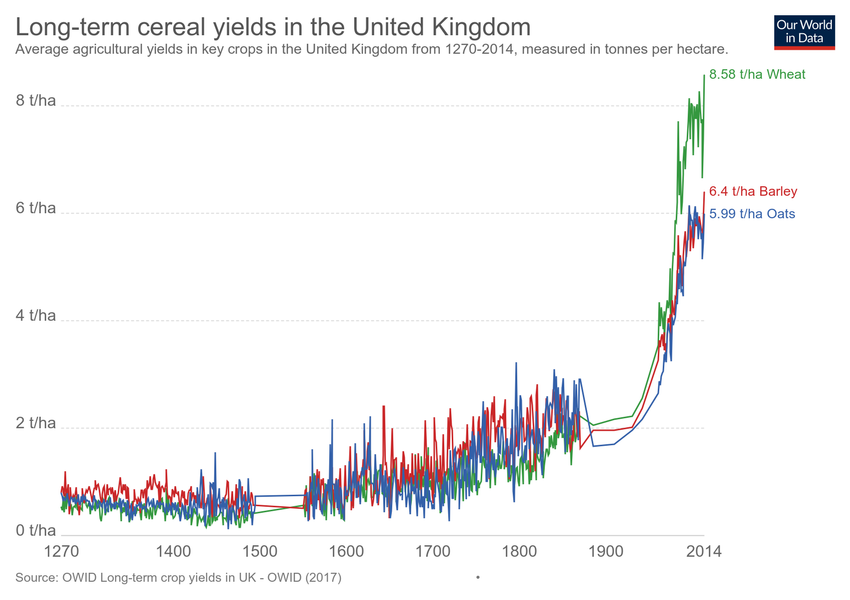 Long-term cereal yields in the United Kingdom
Average agricultural yields in key crops in the United Kingdom from 1270-2014, measured in tonnes per hectare.
Our World
in Data
8.58 t/ha Wheat
8 t/ha
6.4 t/ha Barley
6 t/ha
5.99 t/ha Oats
4 t/ha
2 t/ha
0 t/ha
1270 1400 1500 1600 1700 1800 1900 2014
Source: OWID Long-term crop yields in UK - OWID (2017) •